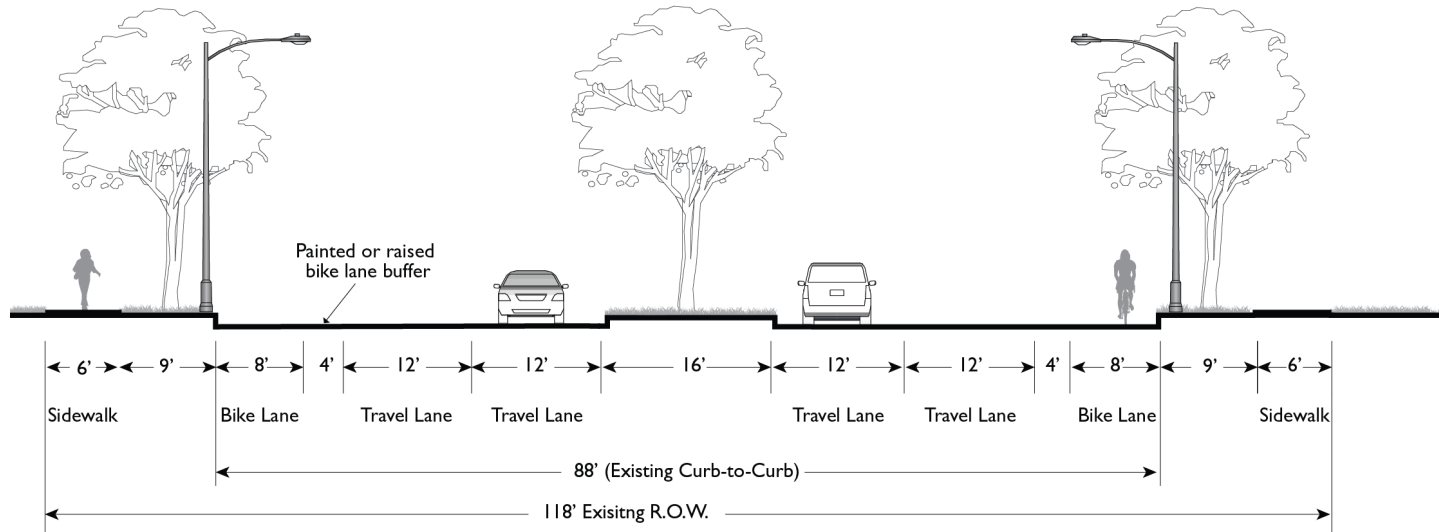 Painted or raised
bike lane buffer
6’ 9’ 8’ 4’ 12’ 12’ 16’ 12’ 12’ 4’ 8’ 9’ 6’
Sidewalk Bike Lane Travel Lane Travel Lane Travel Lane Travel Lane Bike Lane Sidewalk
88’ (Existing Curb-to-Curb)
118’ Exisitng R.O.W.